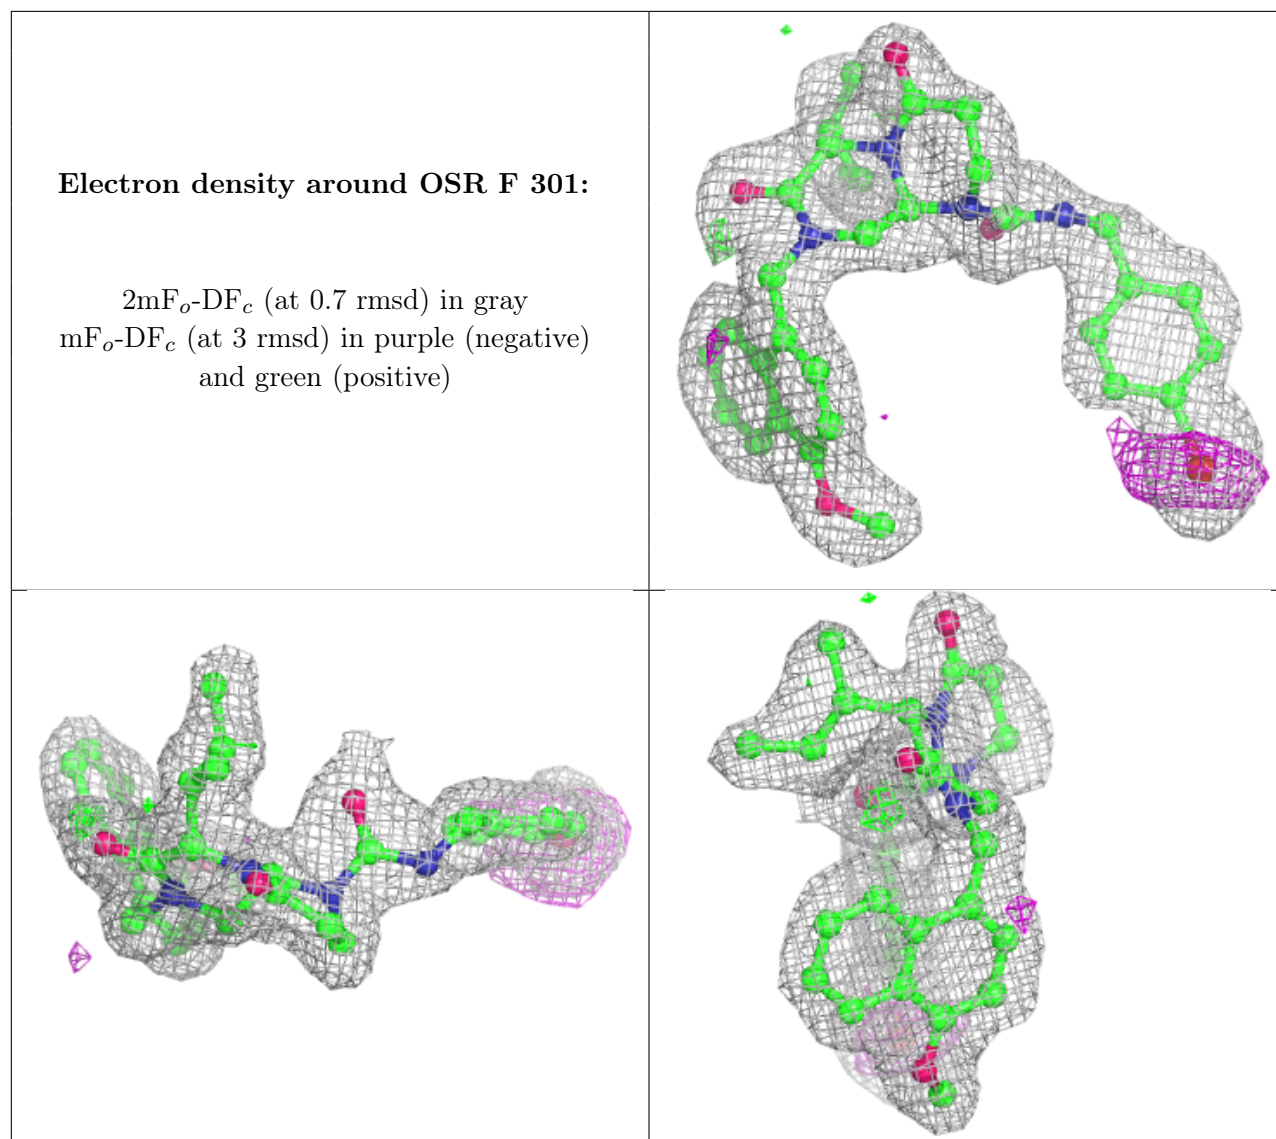 Electron density around OSR F 301:
2mFo-DFc (at 0.7 rmsd) in gray
mFo-DFc (at 3 rmsd) in purple (negative)
and green (positive)